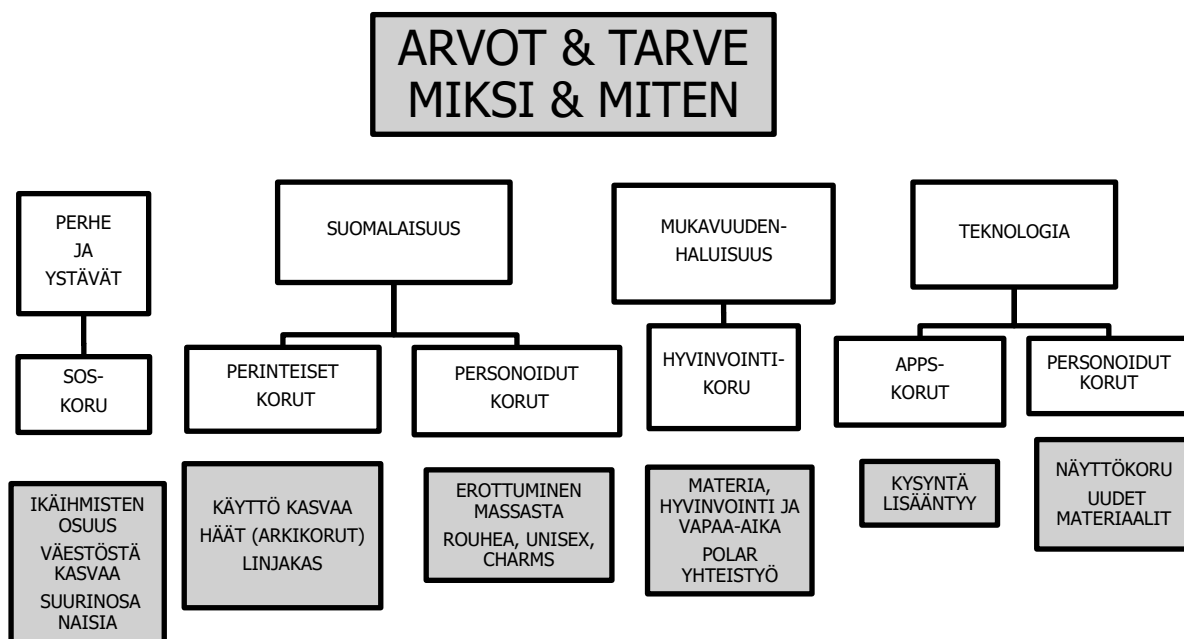 ARVOT & TARVE
MIKSI & MITEN
PERHE
JA
YSTÄVÄT
SUOMALAISUUS
MUKAVUUDEN-
HALUISUUS
TEKNOLOGIA
SOS-
KORU
PERINTEISET
KORUT
PERSONOIDUT
KORUT
HYVINVOINTI-
KORU
APPS-
KORUT
PERSONOIDUT
KORUT
IKÄIHMISTEN
OSUUS
VÄESTÖSTÄ
KASVAA
SUURINOSA
NAISIA
KÄYTTÖ KASVAA
HÄÄT (ARKIKORUT)
LINJAKAS
EROTTUMINEN
MASSASTA
ROUHEA, UNISEX,
CHARMS
MATERIA,
HYVINVOINTI JA
VAPAA-AIKA
POLAR
YHTEISTYÖ
KYSYNTÄ
LISÄÄNTYY
NÄYTTÖKORU
UUDET
MATERIAALIT